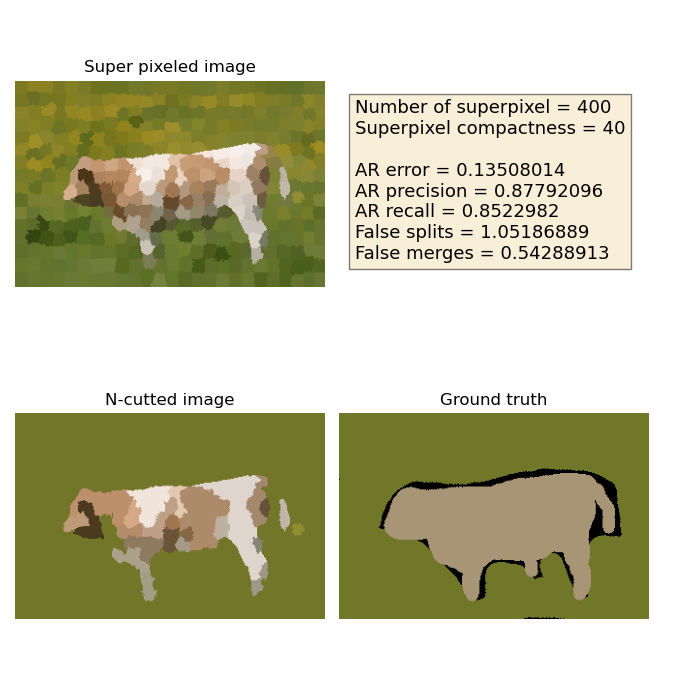 Super pixeled image
Number of superpixel = 400
Superpixel compactness = 40
AR error = 0.13508014
AR precision = 0.87792096
AR recall = 0.8522982
False splits = 1.05186889
False merges = 0.54288913
N-cutted image
Ground truth